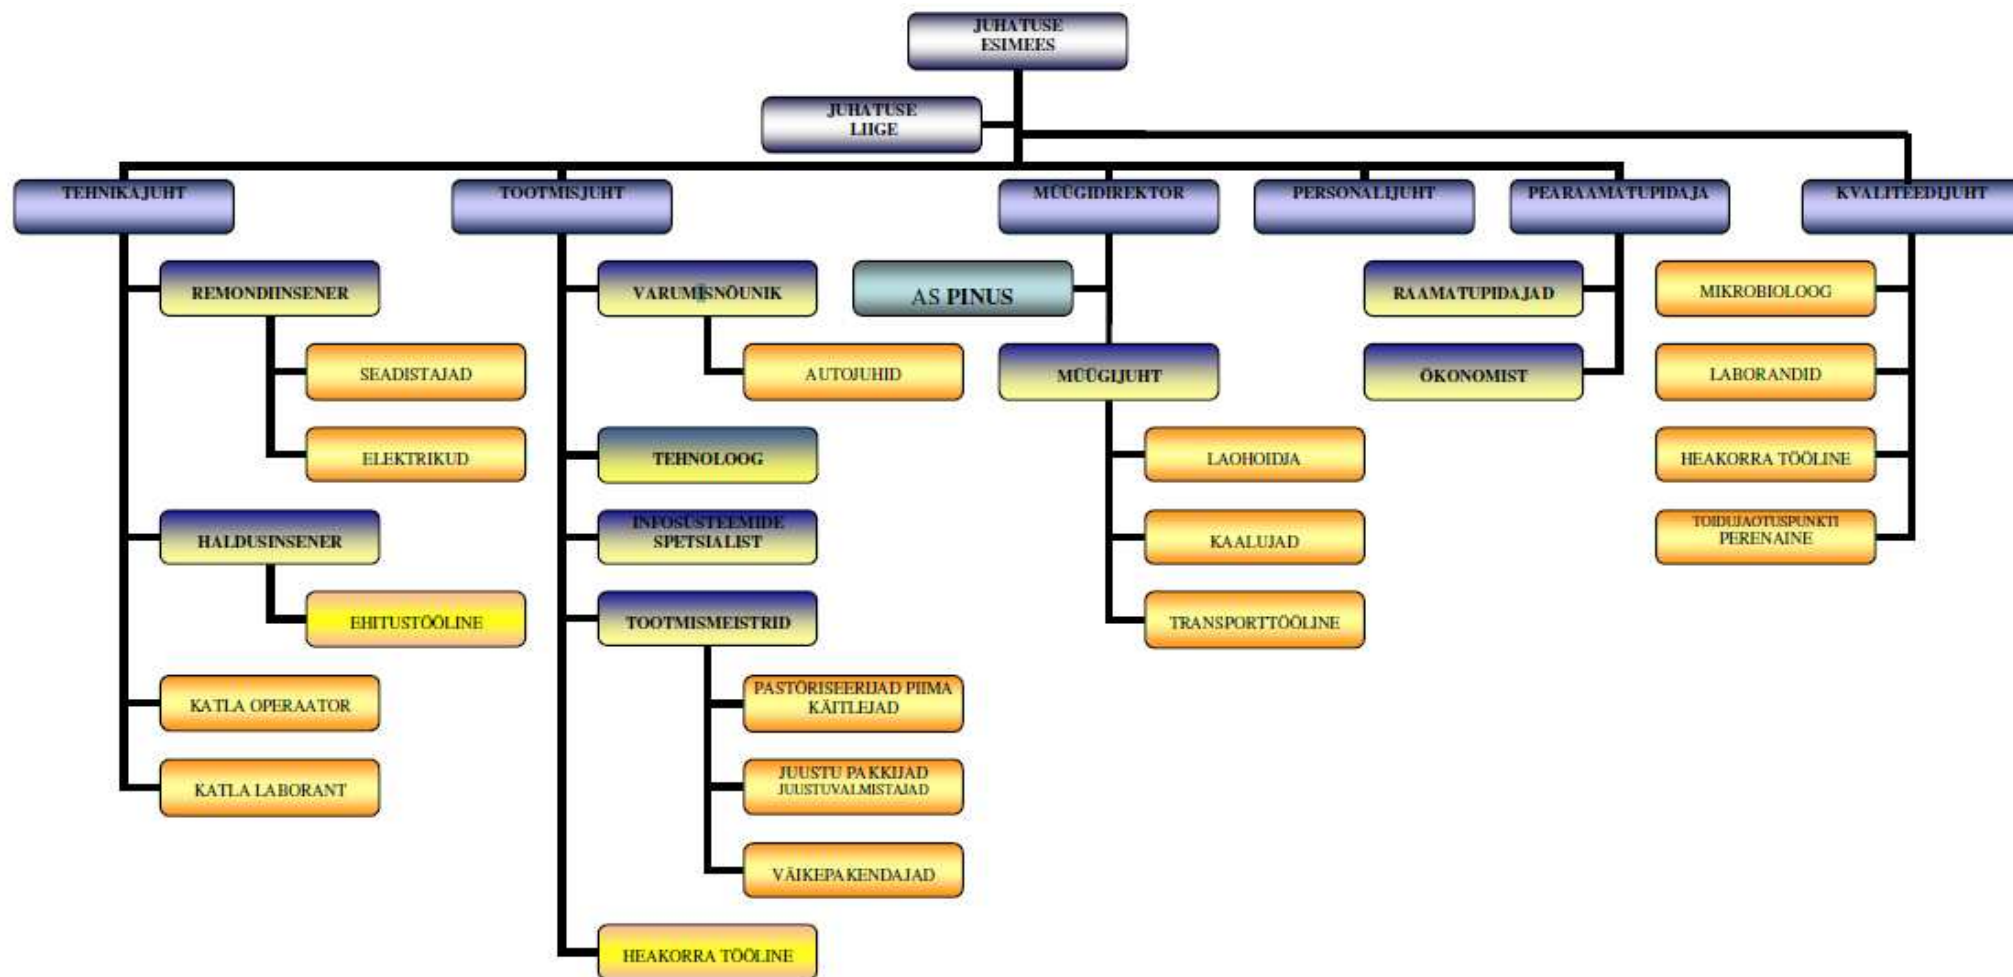 JUHATUSE
ESIMEES
JUHATUSE
LIIGE
TEHNIKAJUHT
TOOTMISJUHT
MÜÜGIDIREKTOR
PERSONALIJUHT
PEARAAMATUPIDAJA
KVALITEEDIJUHT
REMONDIINSENER
SEADISTAJAD
ELEKTRIKUD
HALDUSINSENER
EHITUSTÖÖLINE
KATLA OPERAATOR
KATLA LABORANT
VARUMISNÕUNIK
AUTOJUHID
TEHNOLOOG
INFOSÜSTEEMIDE
SPETSIALIST
TOOTMISMEISTRID
PASTÖRISEERIJAD PIIMA
KÄITLEJAD
JUUSTU PAKKIJAD
JUUSTUVALMISTAJAD
VÄIKEPAKENDAJAD
HEAKORRA TÖÖLINE
AS PINUS
MÜÜGIJUHT
LAOHOIDJA
KAALUJAD
TRANSPORTTÖÖLINE
RAAMATUPIDAJAD
ÖKONOMIST
MIKROBIOLOOG
LABORANDID
HEAKORRA TÖÖLINE
TOIDUJAOTUSPUNKTI
PERENAINE